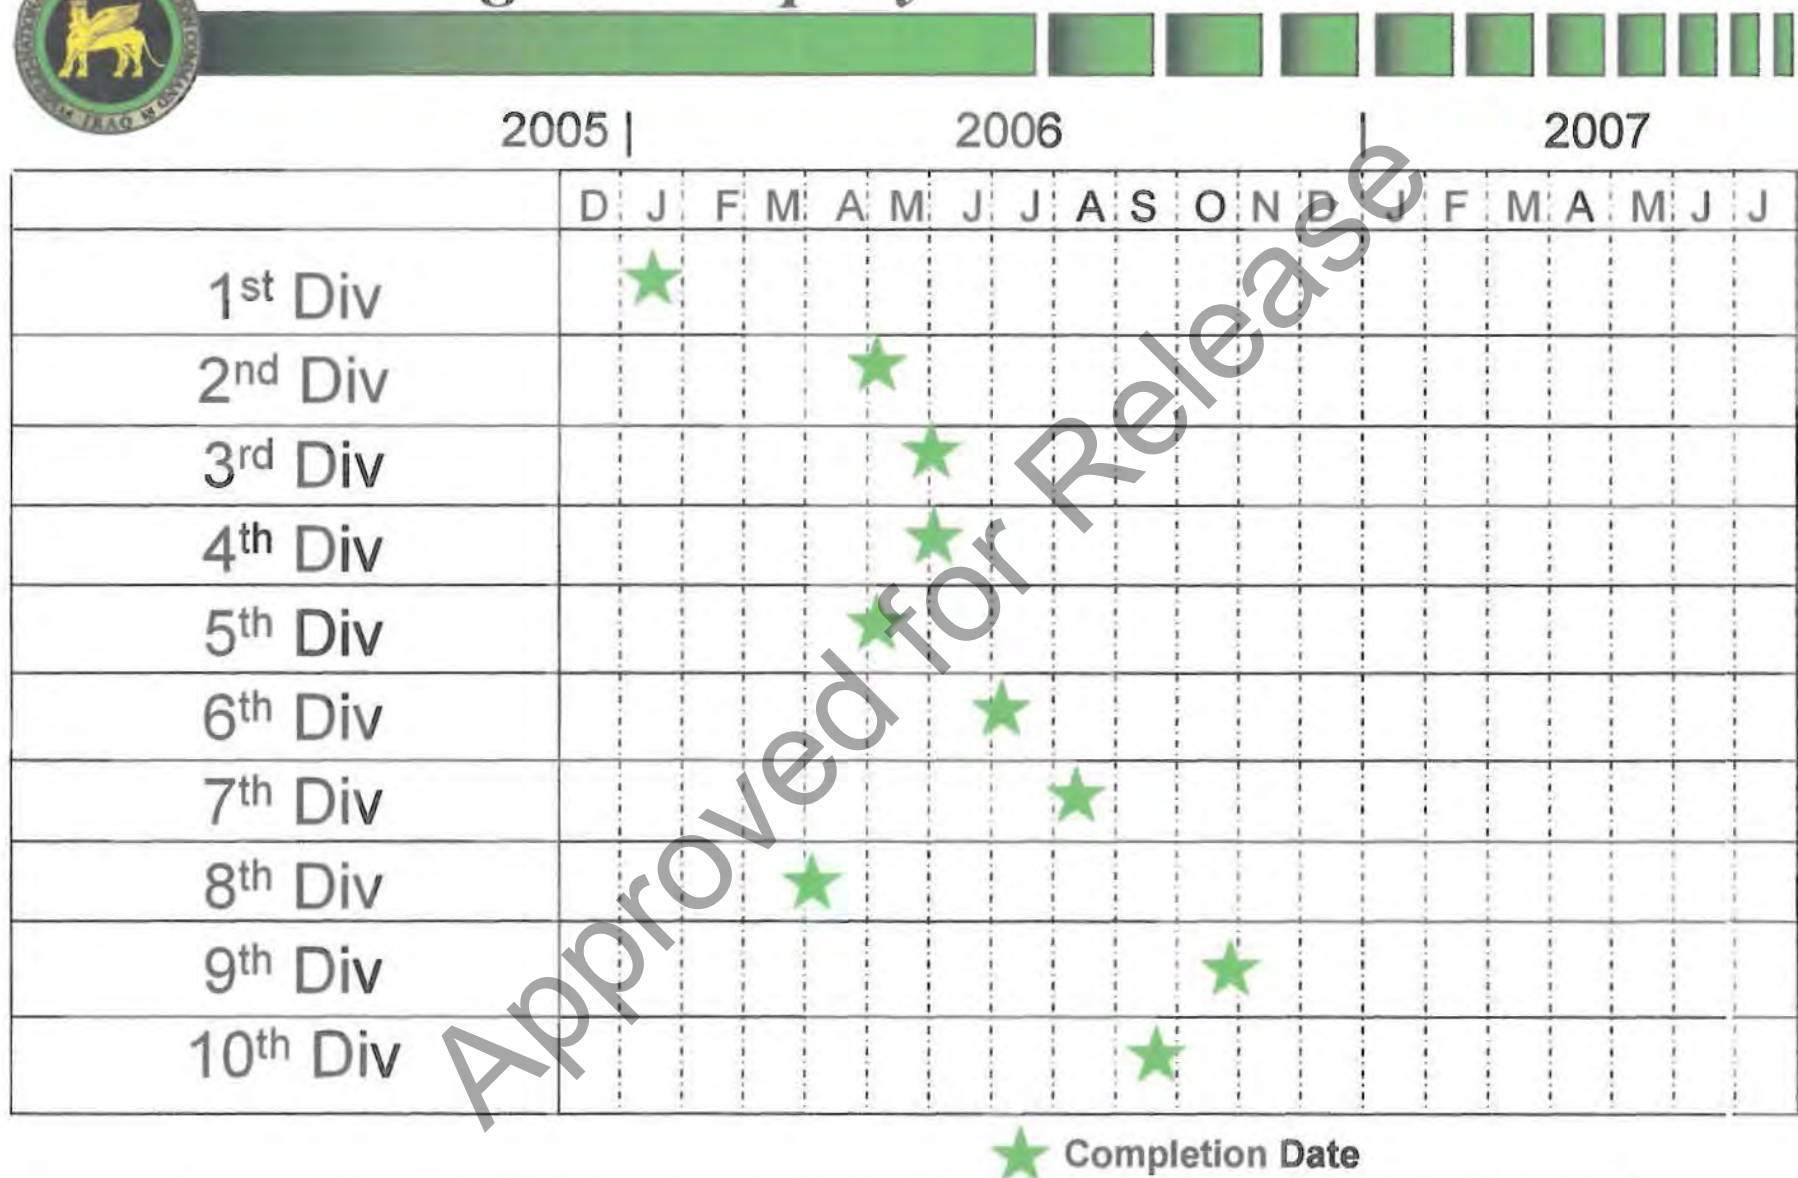 IRAQ
2005 | 2006 | 2007
D J F M A M J J A S O N D J F M A M J J
1st Div
2nd Div
3rd Div
4th Div
5th Div
6th Div
7th Div
8th Div
9th Div
10th Div
Completion Date
Approved for Release